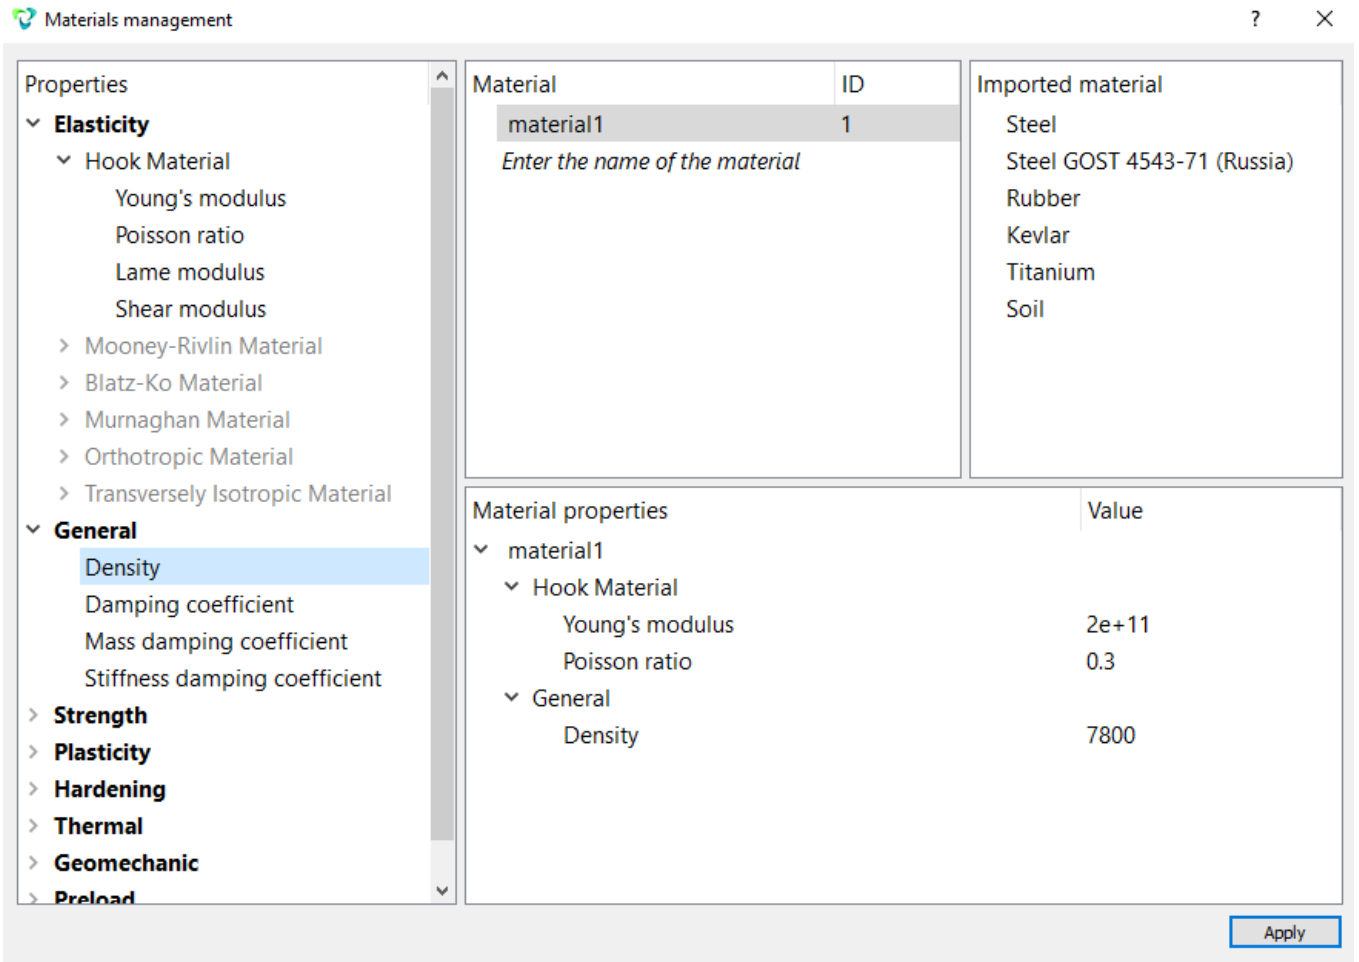 Materials management
?
Properties
Elasticity
Hook Material
Young's modulus
Poisson ratio
Lame modulus
Shear modulus
Mooney-Rivlin Material
Blatz-Ko Material
Murnaghan Material
Orthotropic Material
Transversely Isotropic Material
General
Density
Damping coefficient
Mass damping coefficient
Stiffness damping coefficient
Strength
Plasticity
Hardening
Thermal
Geomechanic
Preload
Material ID
material1 1
Enter the name of the material
Imported material
Steel
Steel GOST 4543-71 (Russia)
Rubber
Kevlar
Titanium
Soil
Material properties Value
material1
Hook Material
Young's modulus 2e+11
Poisson ratio 0.3
General
Density 7800
Apply